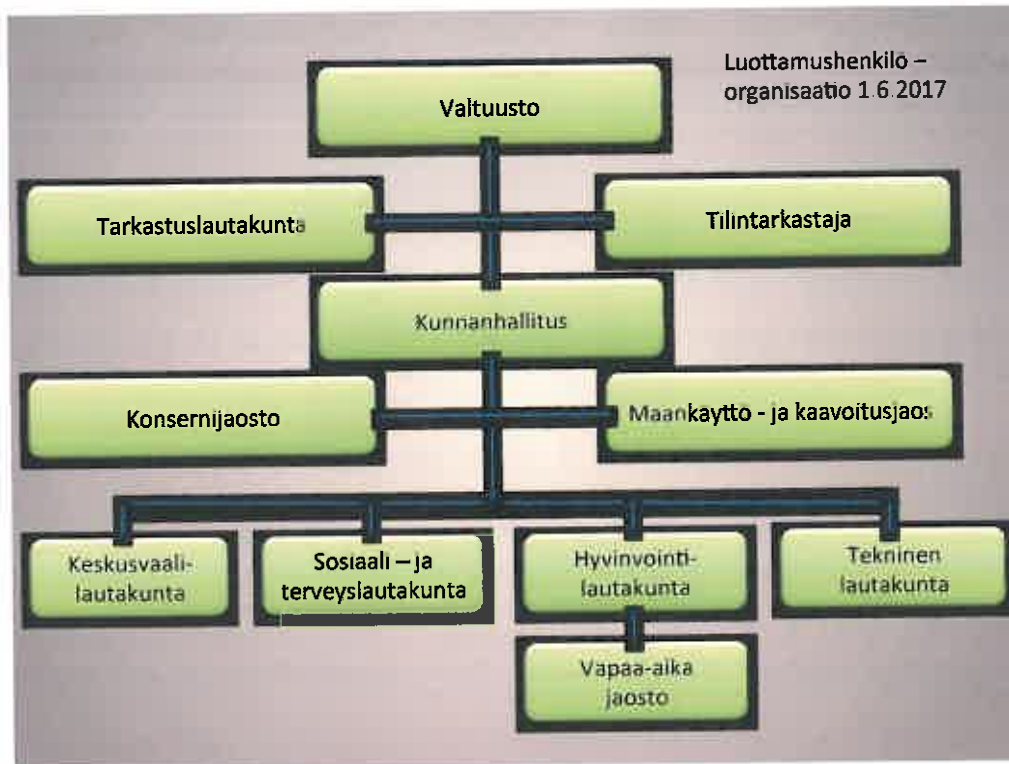 Luottamushenkilö –
organisaatio 1.6.2017
Valtuusto
Tarkastuslautakunta
Tilintarkastaja
Kunnanhallitus
Konsernijaosto
Maankäyttö - ja kaavoitusjaos
Keskusvaali-
lautakunta
Sosiaali – ja
terveyslautakunta
Hyvinvointi-
lautakunta
Tekninen
lautakunta
Vapaa-aika
jaosto